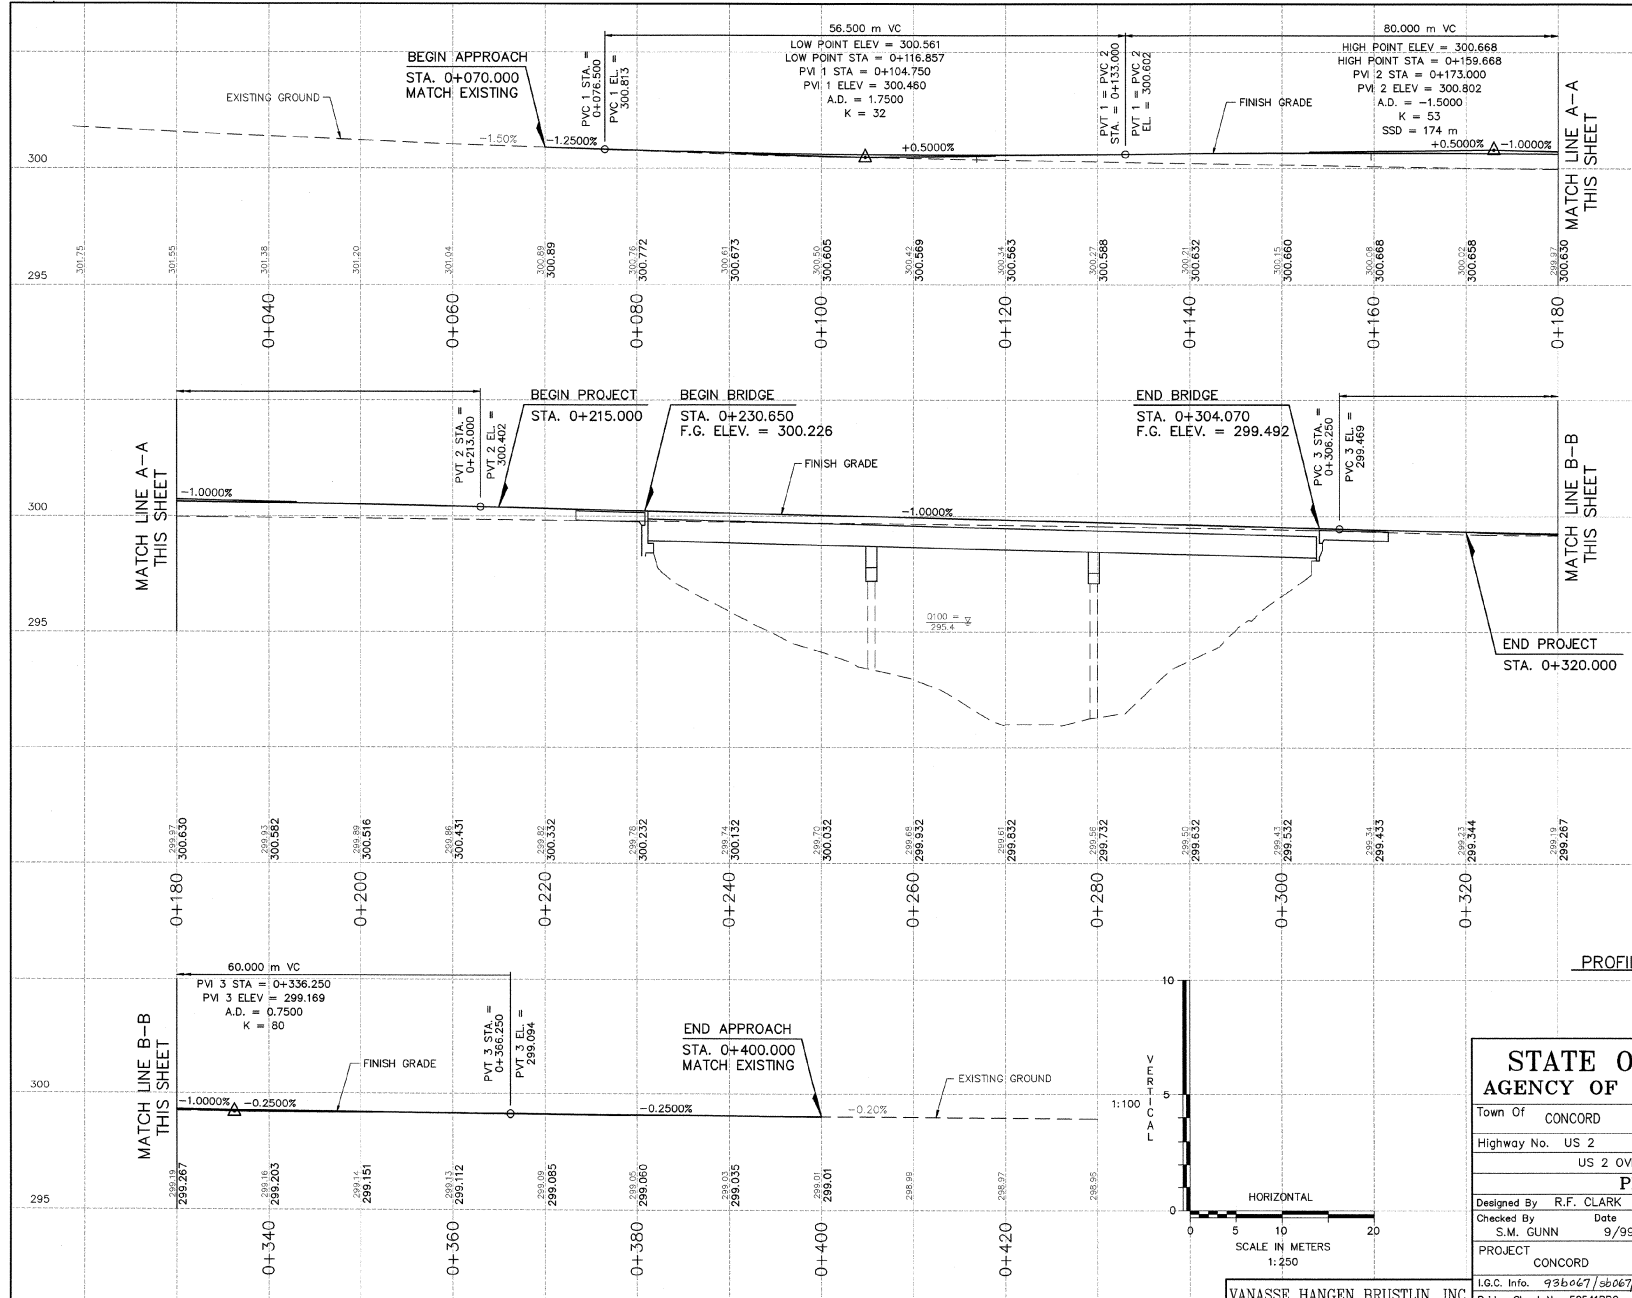 56.500 m VC
LOW POINT ELEV = 300.561
LOW POINT STA = 0+116.857
PVI 1 STA = 0+104.750
PVI 1 ELEV = 300.460
A.D. = 1.7500
K = 32
80.000 m VC
HIGH POINT ELEV = 300.668
HIGH POINT STA = 0+159.668
PVI 2 STA = 0+173.000
PVI 2 ELEV = 300.802
A.D. = -1.5000
K = 53
SSD = 174 m
BEGIN APPROACH
STA. 0+070.000
MATCH EXISTING
EXISTING GROUND
PVC 1 STA. =
0+076.500
PVC 1 EL. =
300.813
PVT 1 = PVC 2
STA. = 0+133.000
PVT 1 = PVC 2
EL. = 300.602
FINISH GRADE
-1.50%
-1.2500%
+0.5000%
+0.5000%
-1.0000%
MATCH LINE A-A
THIS SHEET
300
295
301.75
301.55
301.38
301.20
301.04
300.89
300.89
300.76
300.772
300.61
300.673
300.50
300.605
300.42
300.569
300.34
300.563
300.27
300.588
300.21
300.632
300.15
300.660
300.08
300.668
300.02
300.658
299.97
300.630
0+040
0+060
0+080
0+100
0+120
0+140
0+160
0+180
MATCH LINE A-A
THIS SHEET
PVT 2 STA. =
0+213.000
PVT 2 EL. =
300.402
BEGIN PROJECT
STA. 0+215.000
BEGIN BRIDGE
STA. 0+230.650
F.G. ELEV. = 300.226
FINISH GRADE
END BRIDGE
STA. 0+304.070
F.G. ELEV. = 299.492
PVC 3 STA. =
0+306.250
PVC 3 EL. =
299.469
MATCH LINE B-B
THIS SHEET
-1.0000%
-1.0000%
300
295
Q100 =
295.4
END PROJECT
STA. 0+320.000
299.97
300.630
299.93
300.582
299.89
300.516
299.86
300.431
299.82
300.332
299.78
300.232
299.74
300.132
299.70
300.032
299.65
299.932
299.61
299.832
299.56
299.732
299.50
299.632
299.43
299.532
299.34
299.433
299.23
299.344
299.19
299.267
0+180
0+200
0+220
0+240
0+260
0+280
0+300
0+320
60.000 m VC
PVI 3 STA = 0+336.250
PVI 3 ELEV = 299.169
A.D. = 0.7500
K = 80
MATCH LINE B-B
THIS SHEET
FINISH GRADE
PVT 3 STA. =
0+366.250
PVT 3 EL. =
299.094
END APPROACH
STA. 0+400.000
MATCH EXISTING
EXISTING GROUND
-1.0000%
-0.2500%
-0.2500%
-0.20%
300
295
299.19
299.267
299.16
299.203
299.14
299.151
299.13
299.112
299.09
299.085
299.05
299.060
299.03
299.035
299.01
299.01
298.99
298.97
298.95
0+340
0+360
0+380
0+400
0+420
10
5
0
VERTICAL
1:100
HORIZONTAL
0 5 10 20
SCALE IN METERS
1:250
PROFI
STATE O
AGENCY OF
Town Of CONCORD
Highway No. US 2
US 2 OV
P
Designed By R.F. CLARK
Checked By Date
S.M. GUNN 9/99
PROJECT
CONCORD
I.G.C. Info. 93b067/sb067/
VANASSE HANGEN BRUSTLIN, INC